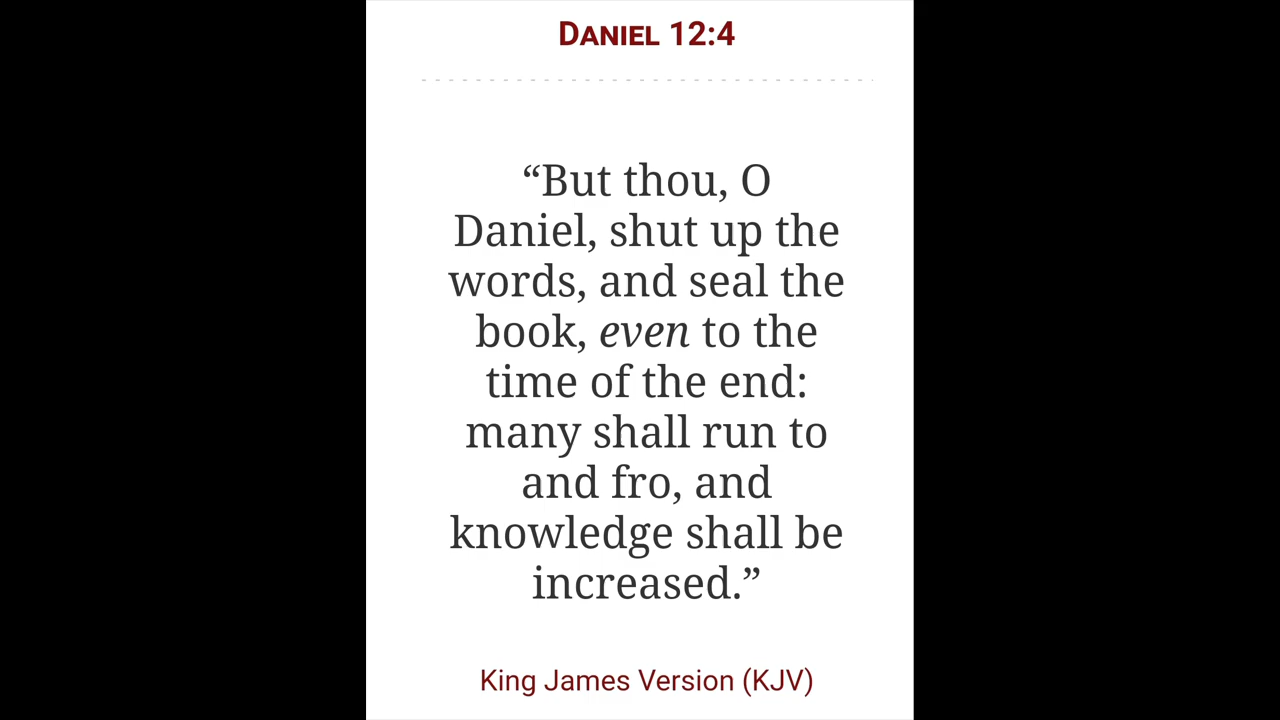 DANIEL 12:4
“But thou, O
Daniel, shut up the
words, and seal the
book, even to the
time of the end:
many shall run to
and fro, and
knowledge shall be
increased.”
King James Version (KJV)